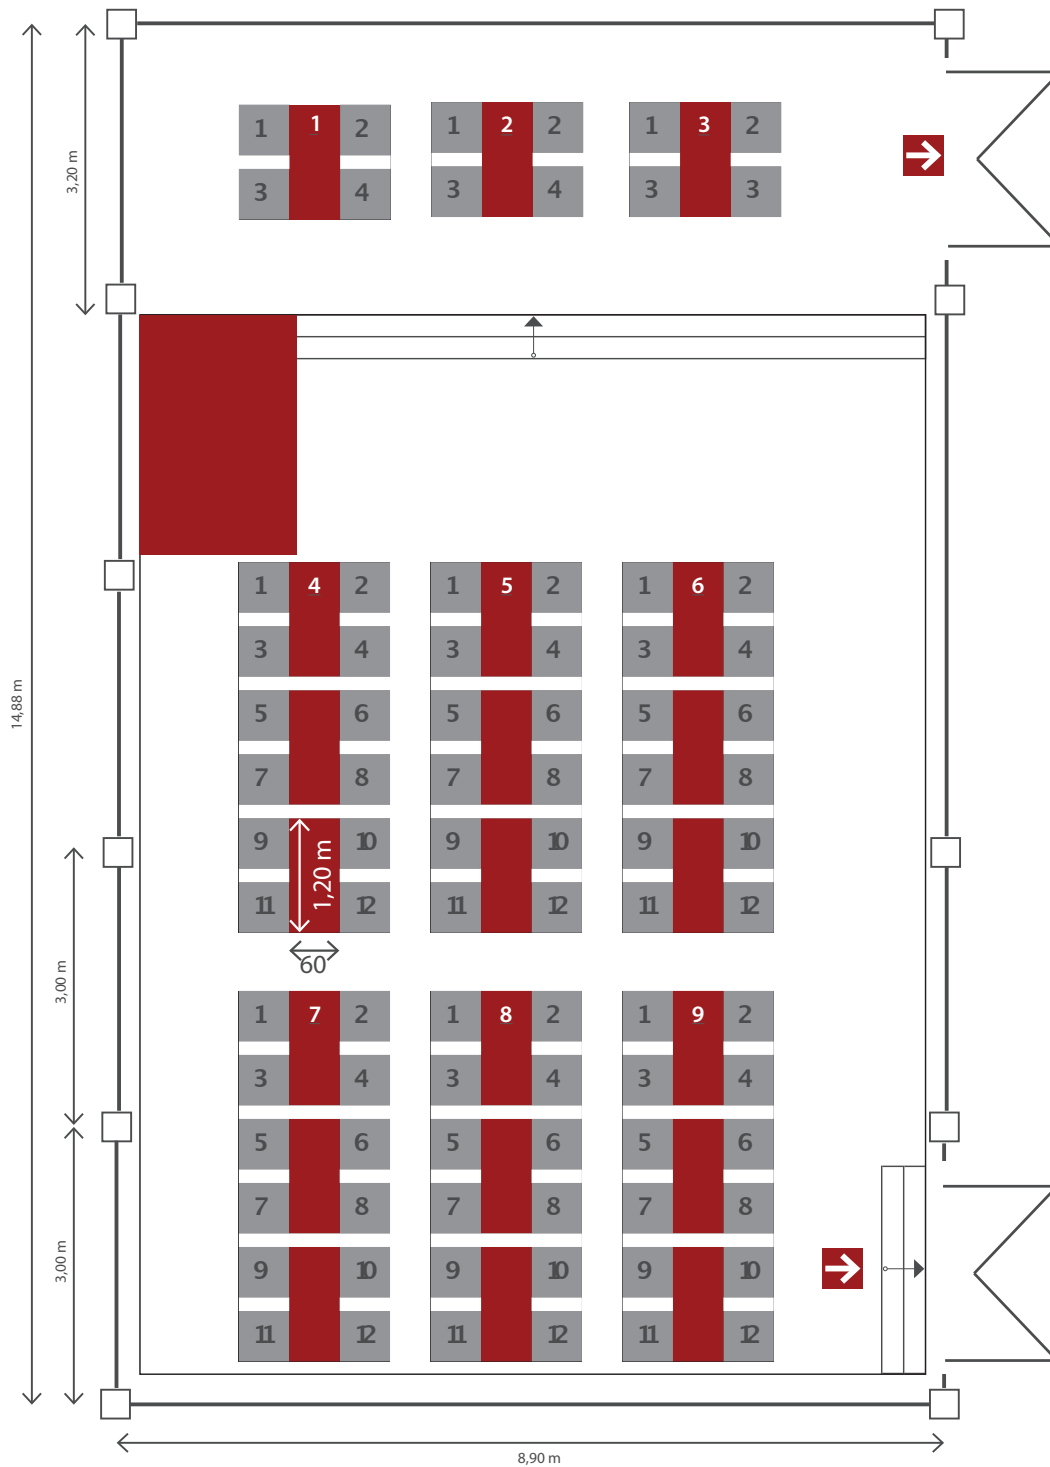 1 1 2 1 2 2 1 3 2
3 4 3 4 3 3
3,20 m
1 4 2 1 5 2 1 6 2
3 4 3 4 3 4
5 6 5 6 5 6
14,88 m
7 8 7 8 7 8
9 10 9 10 9 10
1,20 m
11 12 11 12 11 12
60
3,00 m
1 7 2 1 8 2 1 9 2
3 4 3 4 3 4
5 6 5 6 5 6
7 8 7 8 7 8
3,00 m
9 10 9 10 9 10
11 12 11 12 11 12
8,90 m